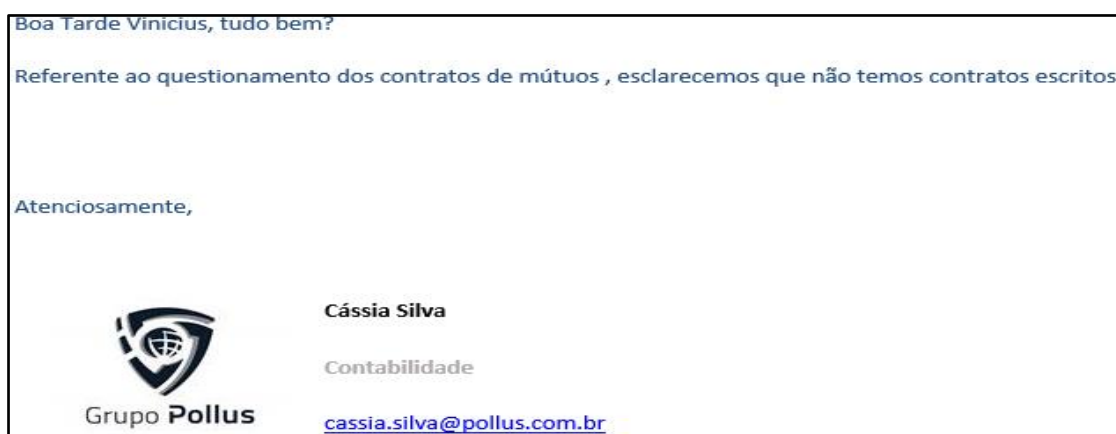 Boa Tarde Vinicius, tudo bem?
Referente ao questionamento dos contratos de mútuos , esclarecemos que não temos contratos escritos
Atenciosamente,
Cássia Silva
Contabilidade
Grupo Pollus
cassia.silva@pollus.com.br